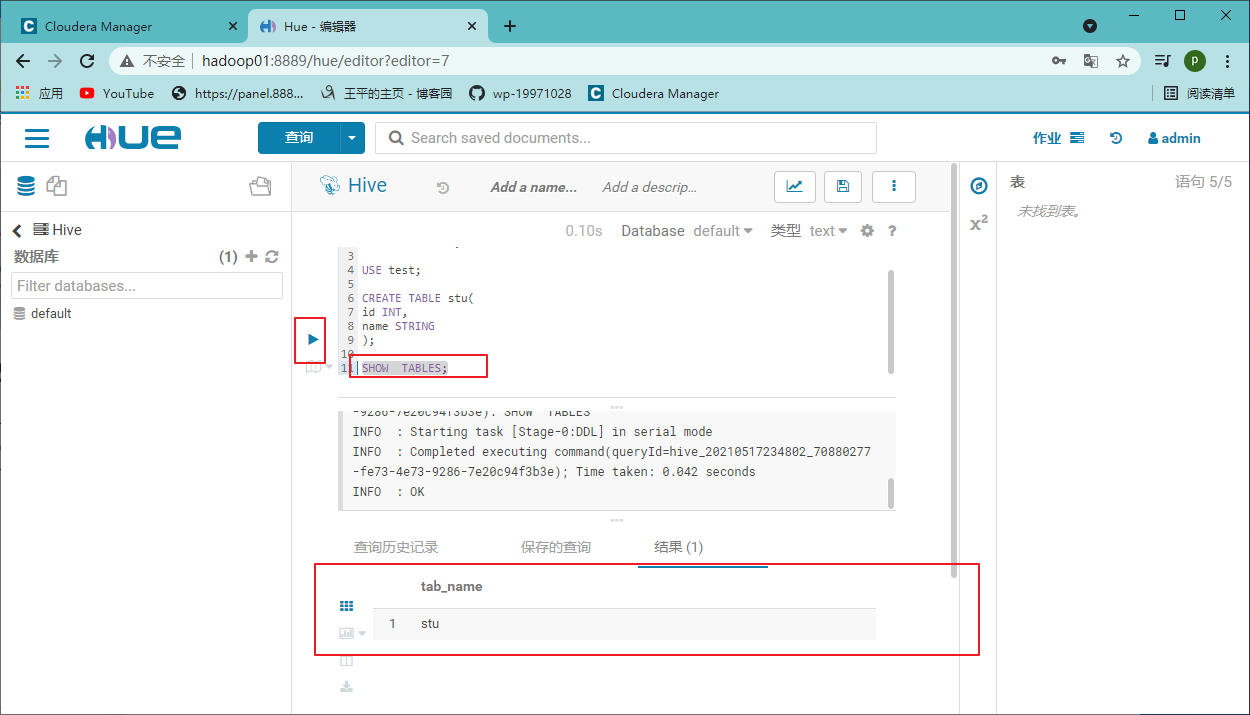 Cloudera Manager
Hue - 编辑器
不安全
hadoop01:8889/hue/editor?editor=7
p
应用
YouTube
https://panel.888...
王平的主页 - 博客园
wp-19971028
Cloudera Manager
阅读清单
HUE
查询
Search saved documents...
作业
admin
Hive
数据库
(1)
Filter databases...
default
Hive
Add a name...
Add a descrip...
0.10s
Database
default
类型
text
?
3
4 USE test;
5
6 CREATE TABLE stu(
7 id INT,
8 name STRING
9 );
10
11 SHOW  TABLES;
-9286-7e20c94f3b3e): SHOW  TABLES
INFO  : Starting task [Stage-0:DDL] in serial mode
INFO  : Completed executing command(queryId=hive_20210517234802_70880277
-fe73-4e73-9286-7e20c94f3b3e); Time taken: 0.042 seconds
INFO  : OK
查询历史记录
保存的查询
结果 (1)
tab_name
1 stu
x²
表
语句 5/5
未找到表。